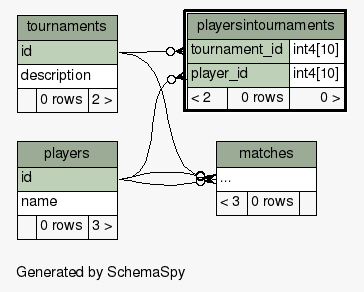 tournaments
id
description
0 rows 2 >
playersintournaments
tournament_id int4[10]
player_id int4[10]
< 2 0 rows 0 >
players
id
name
0 rows 3 >
matches
...
< 3 0 rows
Generated by SchemaSpy